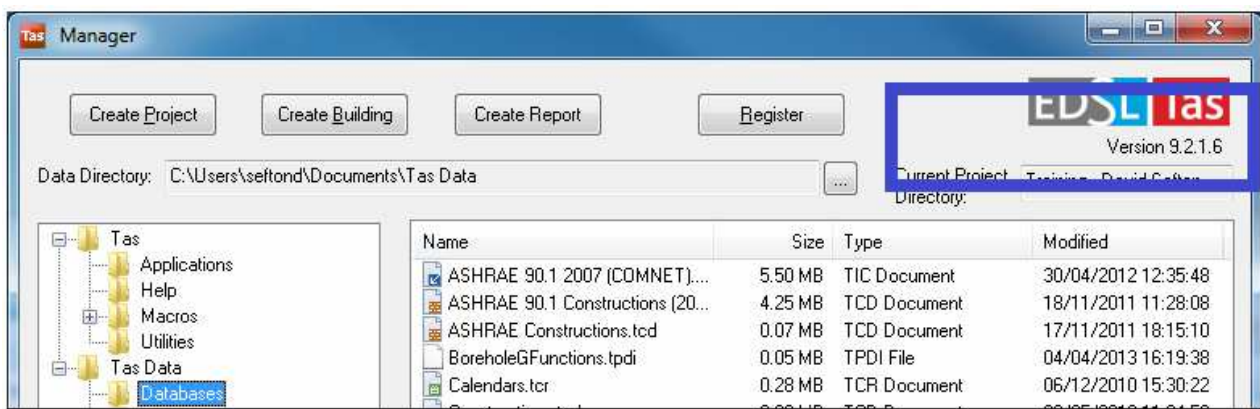 Tas Manager
Create Project Create Building Create Report Register
EDSL Tas
Version 9.2.1.6
Data Directory: C:\Users\seftond\Documents\Tas Data ... Current Project
Directory:
Tas
Applications
Help
Macros
Utilities
Tas Data
Databases
Name Size Type Modified
ASHRAE 90.1 2007 (COMNET).... 5.50 MB TIC Document 30/04/2012 12:35:48
ASHRAE 90.1 Constructions (20... 4.25 MB TCD Document 18/11/2011 11:28:08
ASHRAE Constructions.tcd 0.07 MB TCD Document 17/11/2011 18:15:10
BoreholeGFunctions.tpdi 0.05 MB TPDI File 04/04/2013 16:19:38
Calendars.tcr 0.28 MB TCR Document 06/12/2010 15:30:22